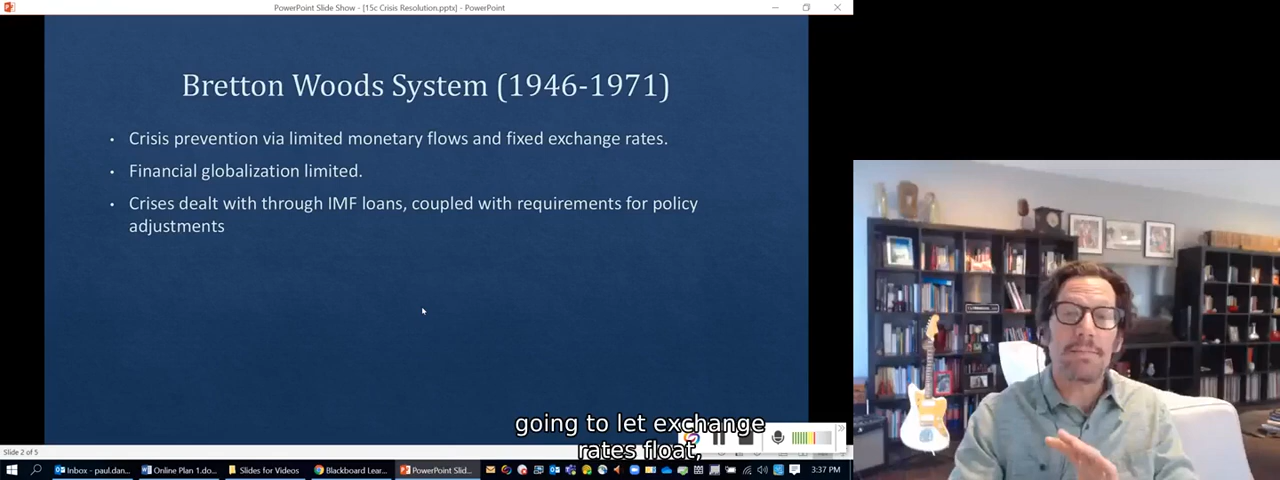 PowerPoint Slide Show - [15c Crisis Resolution.pptx] - PowerPoint
Bretton Woods System (1946-1971)
• Crisis prevention via limited monetary flows and fixed exchange rates.
• Financial globalization limited.
• Crises dealt with through IMF loans, coupled with requirements for policy
adjustments
going to let exchange
rates float,
Slide 2 of 5
Inbox - paul.dan...
Online Plan 1.do...
Slides for Videos
Blackboard Lear...
PowerPoint Slid...
3:37 PM